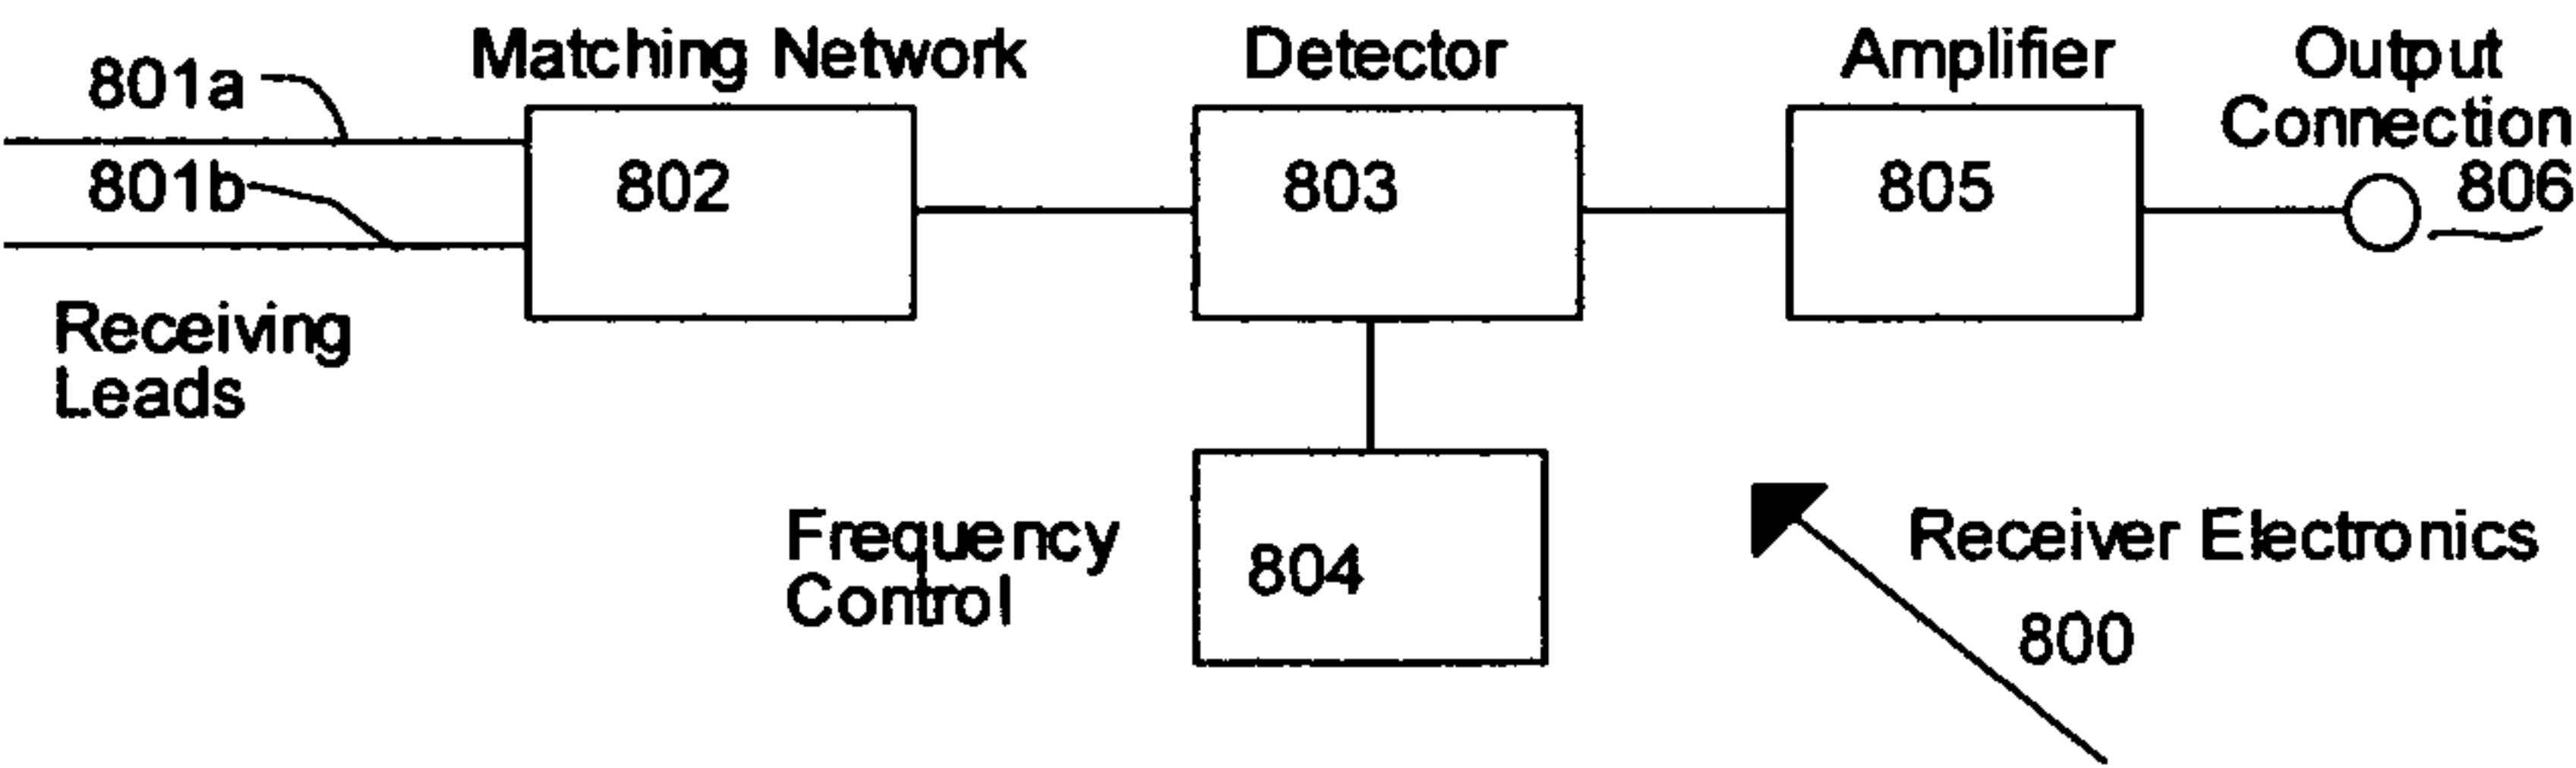 801a
Matching Network
Detector
Amplifier
Output
Connection
801b
802
803
805
806
Receiving
Leads
Frequency
Control
804
Receiver Electronics
800